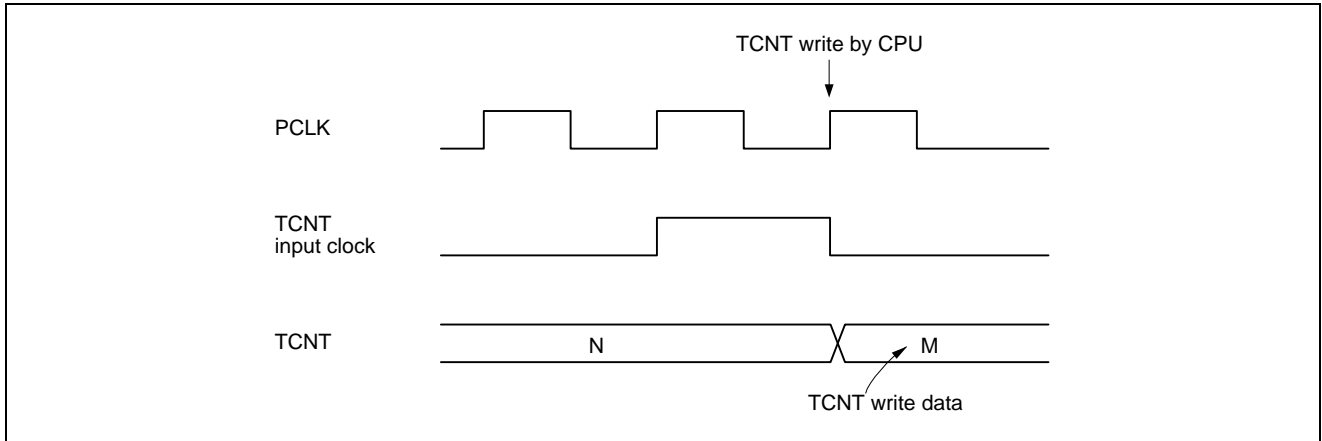 TCNT write by CPU
PCLK
TCNT
input clock
TCNT
N
M
TCNT write data